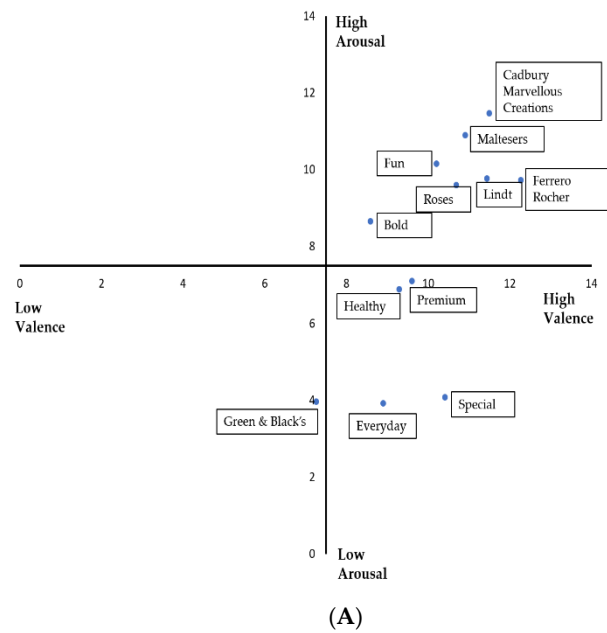 14
High
Arousal
12
Cadbury
Marvellous
Creations
Maltesers
10
Fun
Roses
Lindt
Ferrero
Rocher
Bold
8
0 2 4 6 8 10 12 14
Low
Valence
High
Valence
Healthy
Premium
6
4
Green & Black's
Everyday
Special
2
0
Low
Arousal
(A)